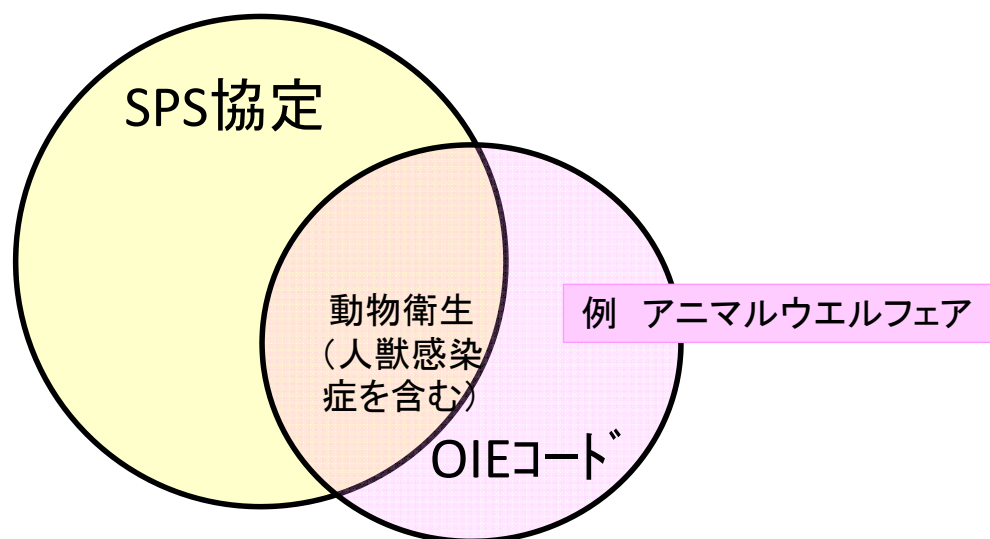 SPS協定
動物衛生
(人獣感染
症を含む)
例　アニマルウエルフェア
OIEコード